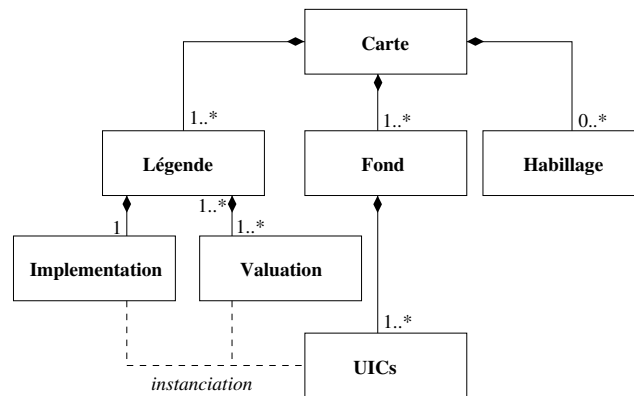 Carte
1..*
1..*
0..*
Légende
Fond
Habillage
1..*
1
1..*
Implementation
Valuation
1..*
UICs
instanciation